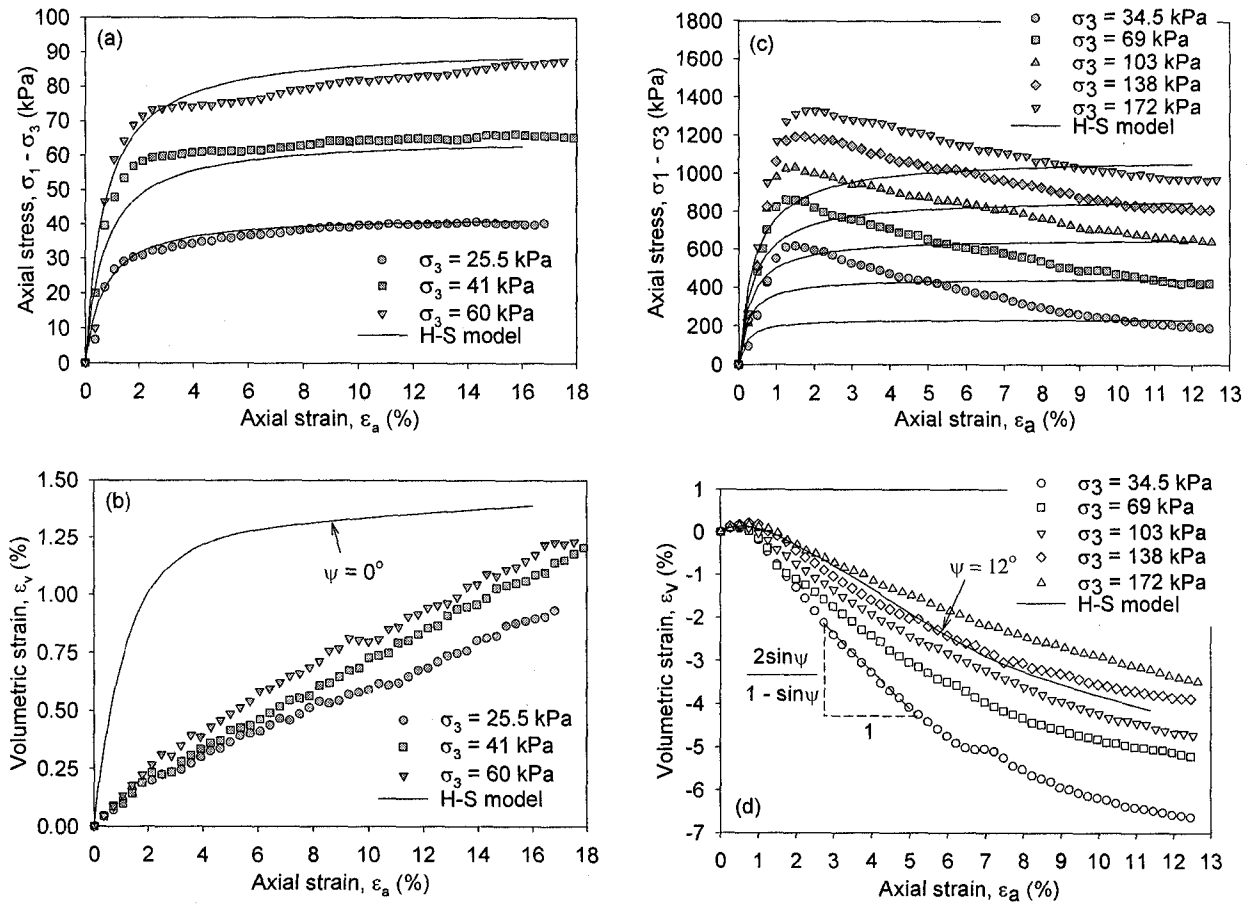 (a)
Axial stress, σ1 - σ3 (kPa)
100
90
80
70
60
50
40
30
20
10
0
σ3 = 25.5 kPa
σ3 = 41 kPa
σ3 = 60 kPa
H-S model
0 2 4 6 8 10 12 14 16 18
Axial strain, εa (%)
(c)
Axial stress, σ1 - σ3 (kPa)
1800
1600
1400
1200
1000
800
600
400
200
0
σ3 = 34.5 kPa
σ3 = 69 kPa
σ3 = 103 kPa
σ3 = 138 kPa
σ3 = 172 kPa
H-S model
0 1 2 3 4 5 6 7 8 9 10 11 12 13
Axial strain, εa (%)
(b)
Volumetric strain, εv (%)
1.50
1.25
1.00
0.75
0.50
0.25
0.00
ψ = 0°
σ3 = 25.5 kPa
σ3 = 41 kPa
σ3 = 60 kPa
H-S model
0 2 4 6 8 10 12 14 16 18
Axial strain, εa (%)
(d)
Volumetric strain, εv (%)
1
0
-1
-2
-3
-4
-5
-6
-7
σ3 = 34.5 kPa
σ3 = 69 kPa
σ3 = 103 kPa
σ3 = 138 kPa
σ3 = 172 kPa
H-S model
ψ = 12°
2sinψ
1 - sinψ
1
0 1 2 3 4 5 6 7 8 9 10 11 12 13
Axial strain, εa (%)